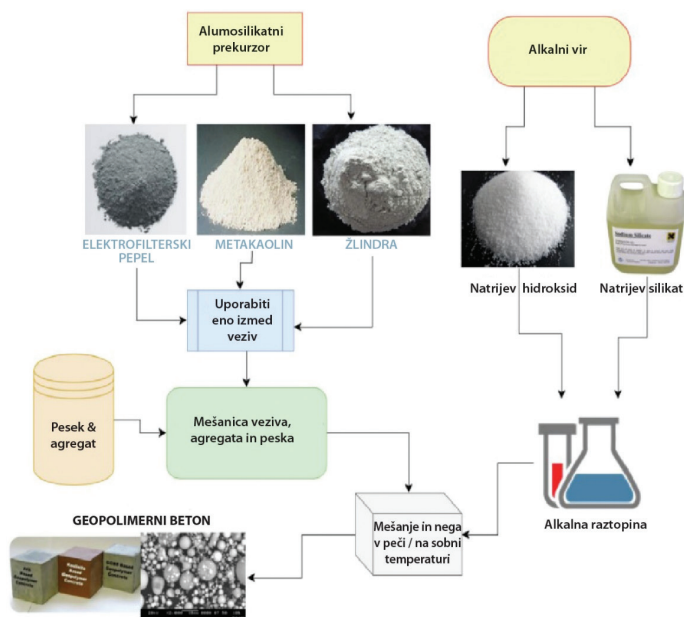 Alumosilikatni
prekurzor
Alkalni vir
ELEKTROFILTERSKI
PEPEL
METAKAOLIN
ŽLINDRA
Natrijev hidroksid
Natrijev silikat
Uporabiti
eno izmed
veziv
Pesek &
agregat
Mešanica veziva,
agregata in peska
Alkalna raztopina
Mešanje in nega
v peči / na sobni
temperaturi
GEOPOLIMERNI BETON